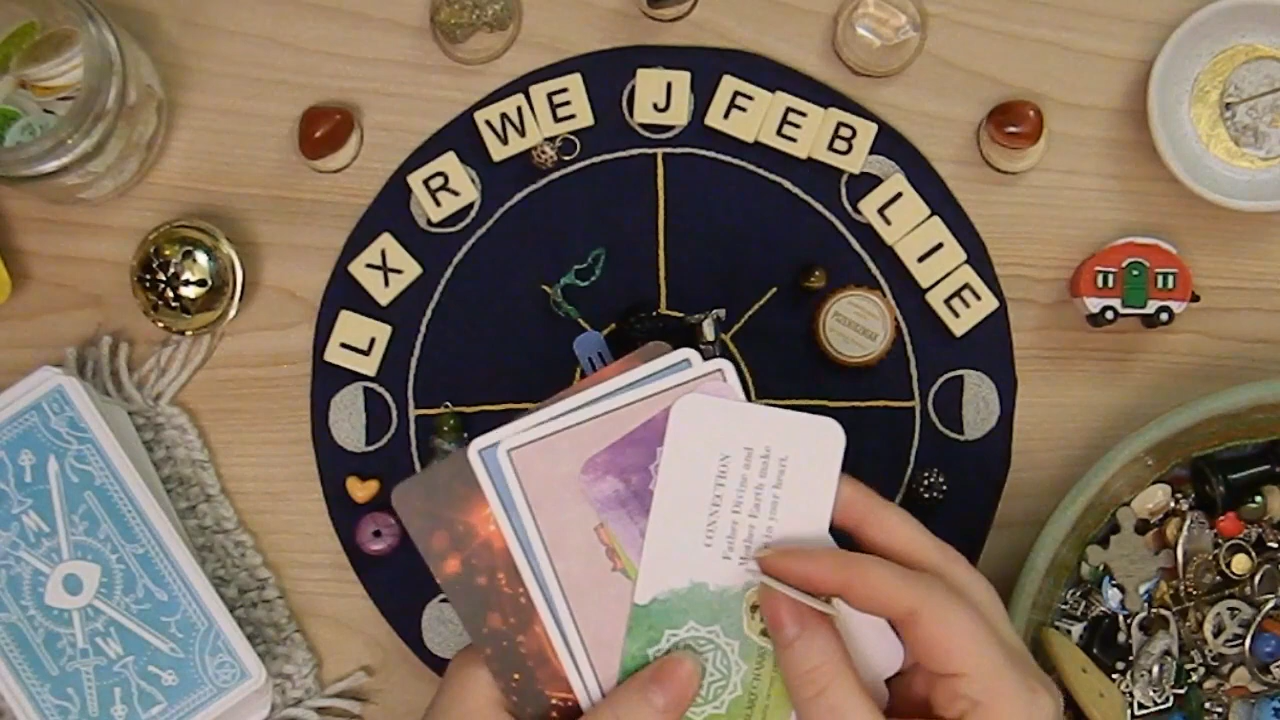 L X R WE J FEB LIE
CONNECTION
Father Divine and
Mother Earth make
in your heart.